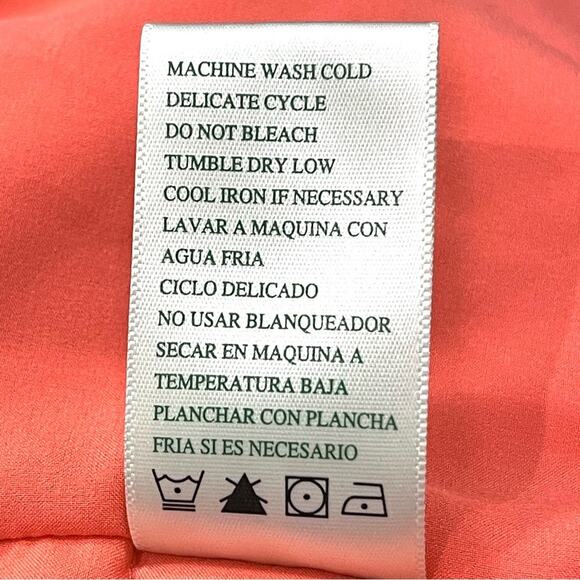 MACHINE WASH COLD
DELICATE CYCLE
DO NOT BLEACH
TUMBLE DRY LOW
COOL IRON IF NECESSARY
LAVAR A MAQUINA CON
AGUA FRIA
CICLO DELICADO
NO USAR BLANQUEADOR
SECAR EN MAQUINA A
TEMPERATURA BAJA
PLANCHAR CON PLANCHA
FRIA SI ES NECESARIO